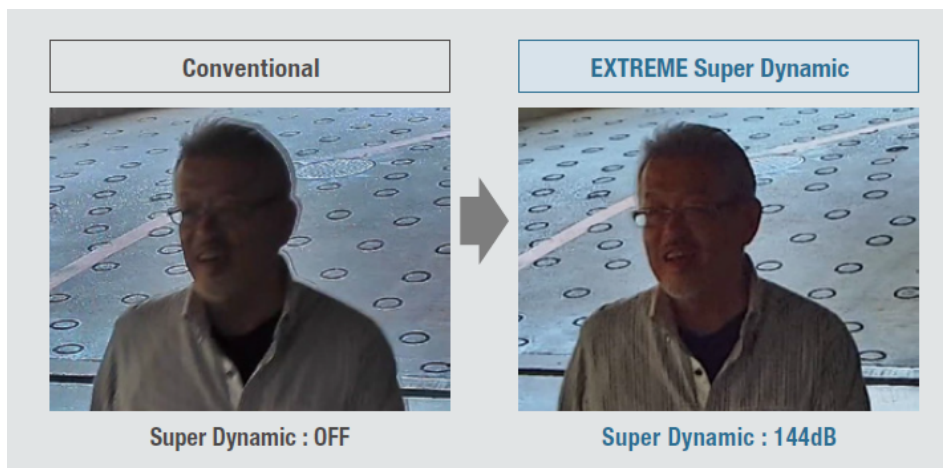 Conventional
EXTREME Super Dynamic
Super Dynamic : OFF
Super Dynamic : 144dB